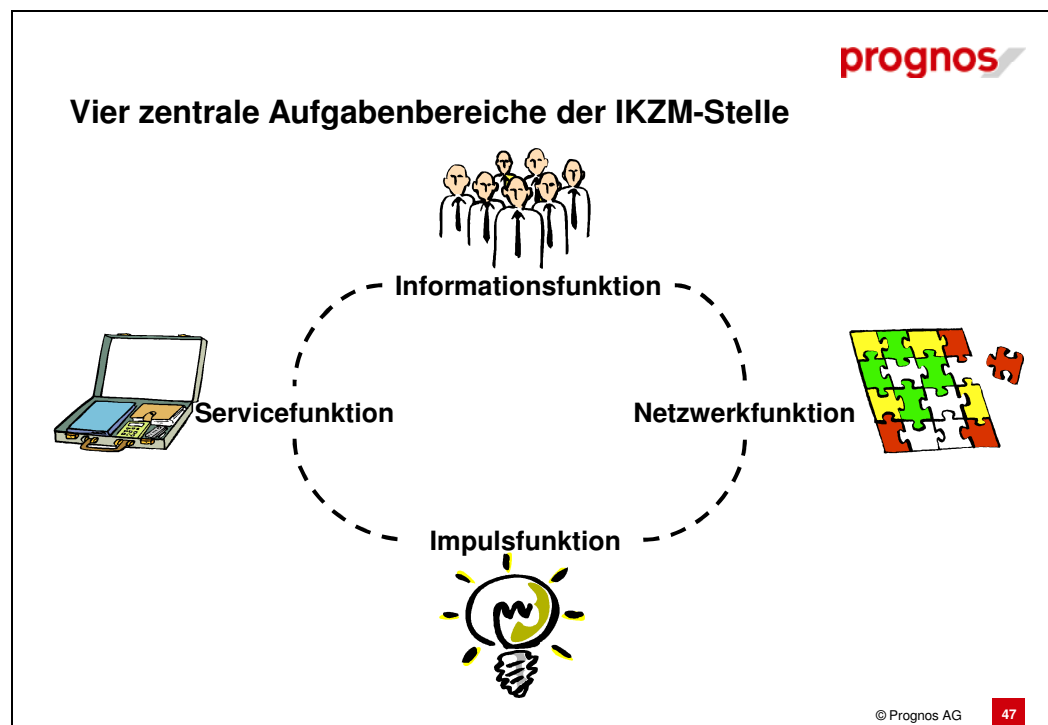 prognos
Vier zentrale Aufgabenbereiche der IKZM-Stelle
Informationsfunktion
Servicefunktion
Netzwerkfunktion
Impulsfunktion
© Prognos AG
47